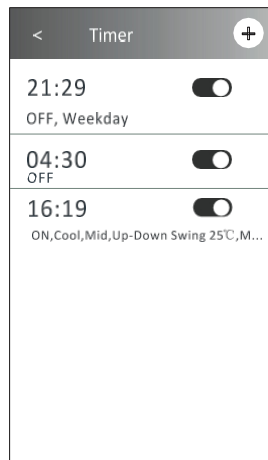 < Timer +
21:29
OFF, Weekday
04:30
OFF
16:19
ON,Cool,Mid,Up-Down Swing 25℃,M...